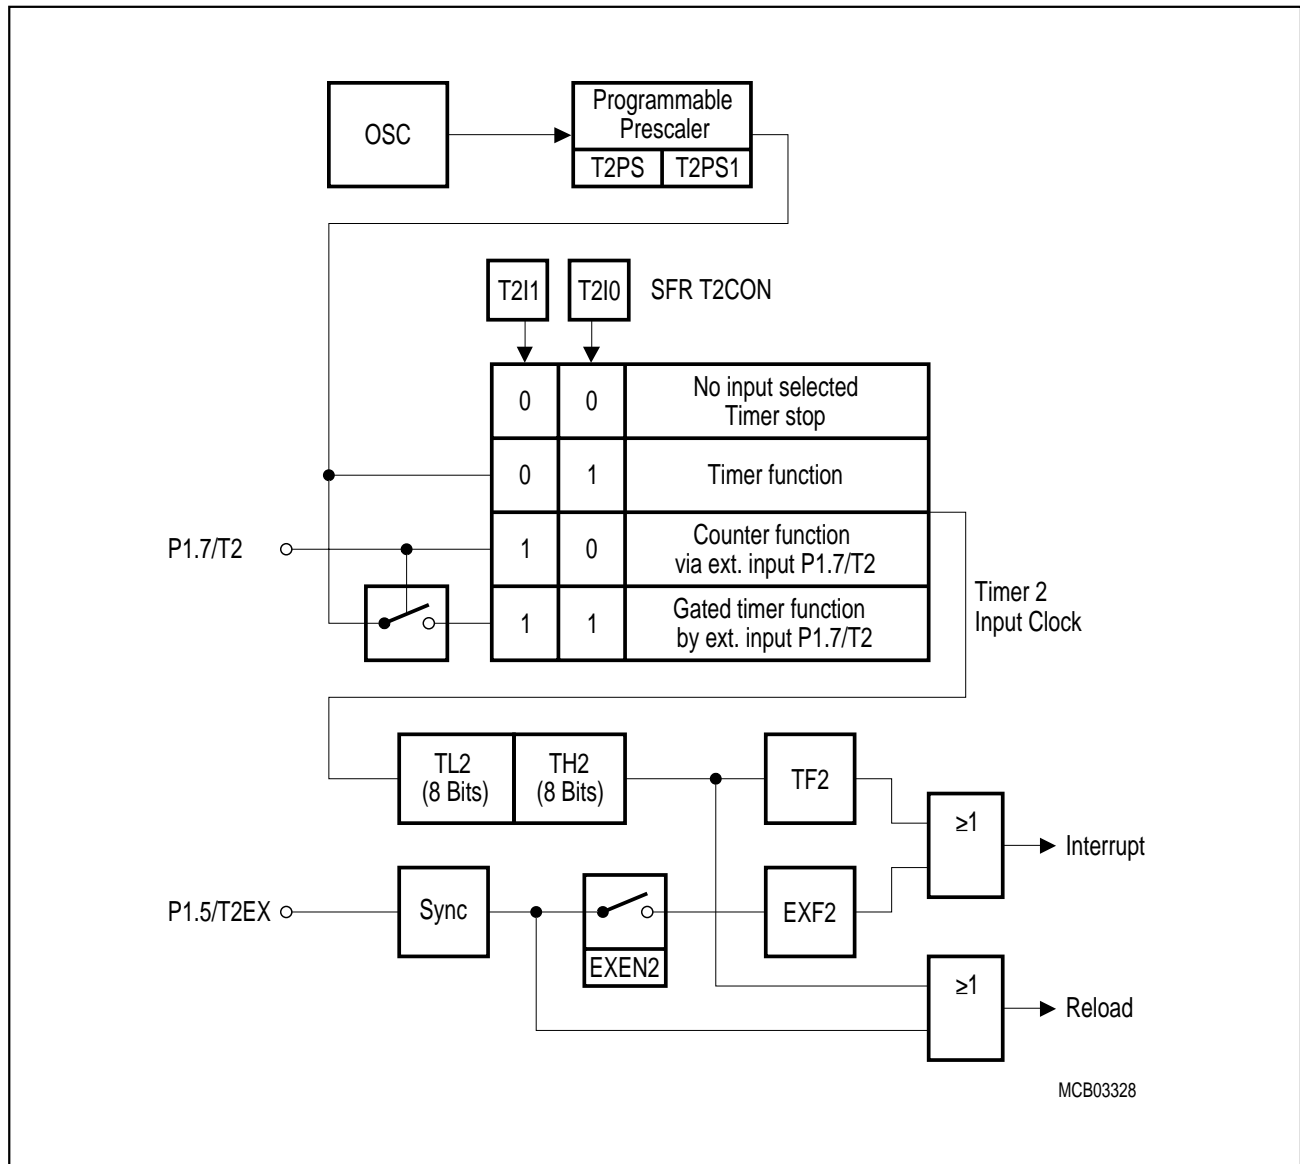 OSC
Programmable
Prescaler
T2PS
T2PS1
T2I1
T2I0
SFR T2CON
0
0
No input selected
Timer stop
0
1
Timer function
P1.7/T2
1
0
Counter function
via ext. input P1.7/T2
1
1
Gated timer function
by ext. input P1.7/T2
Timer 2
Input Clock
TL2
(8 Bits)
TH2
(8 Bits)
TF2
≥1
Interrupt
P1.5/T2EX
Sync
EXEN2
EXF2
≥1
Reload
MCB03328